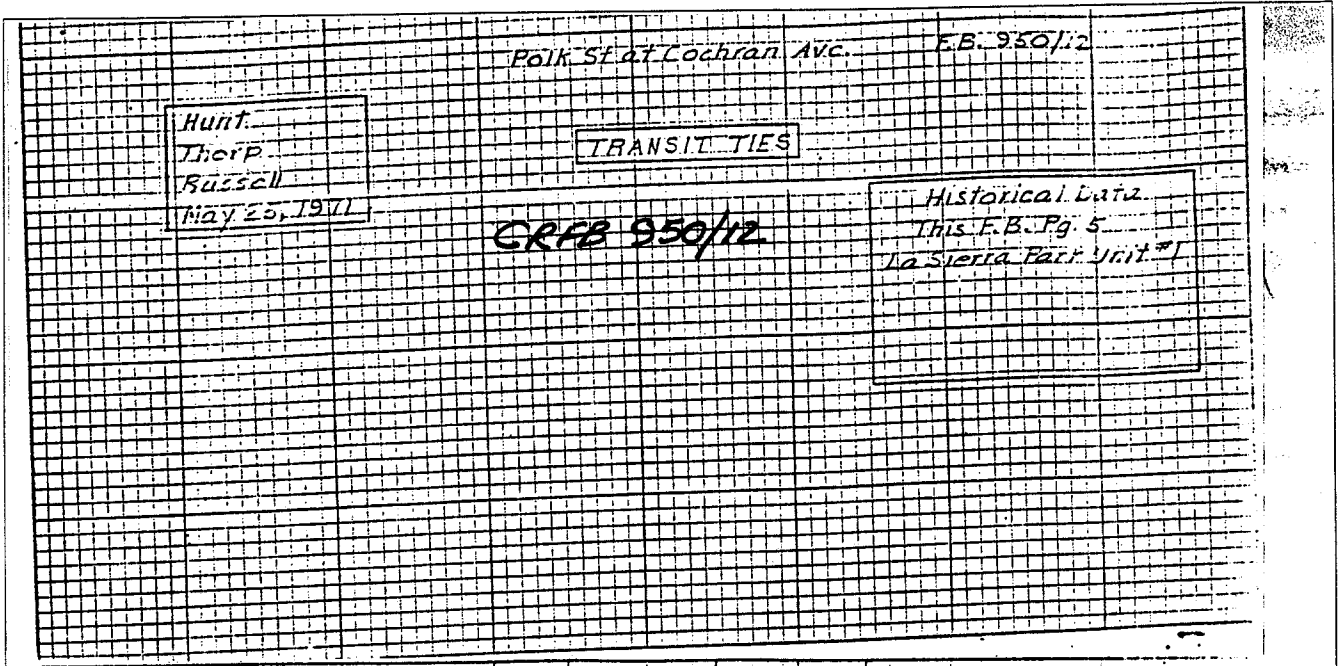 Polk St at Cochran Ave. F.B. 950/12
Hunt
Thorp
Russell
May 25, 1971
TRANSIT TIES
CRFB 950/12
Historical Data
This F.B. Pg. 5
La Sierra Park Unit #1